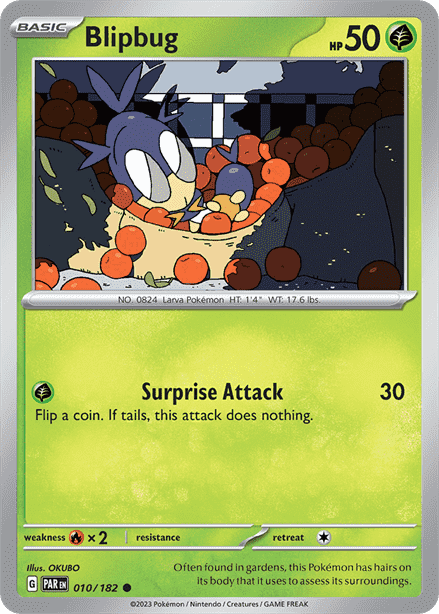 BASIC Blipbug HP 50
NO. 0824 Larva Pokémon HT: 1'4" WT: 17.6 lbs.
Surprise Attack 30
Flip a coin. If tails, this attack does nothing.
weakness × 2 resistance retreat
Illus. OKUBO
Often found in gardens, this Pokémon has hairs on
its body that it uses to assess its surroundings.
G PAR EN 010/182
©2023 Pokémon / Nintendo / Creatures / GAME FREAK